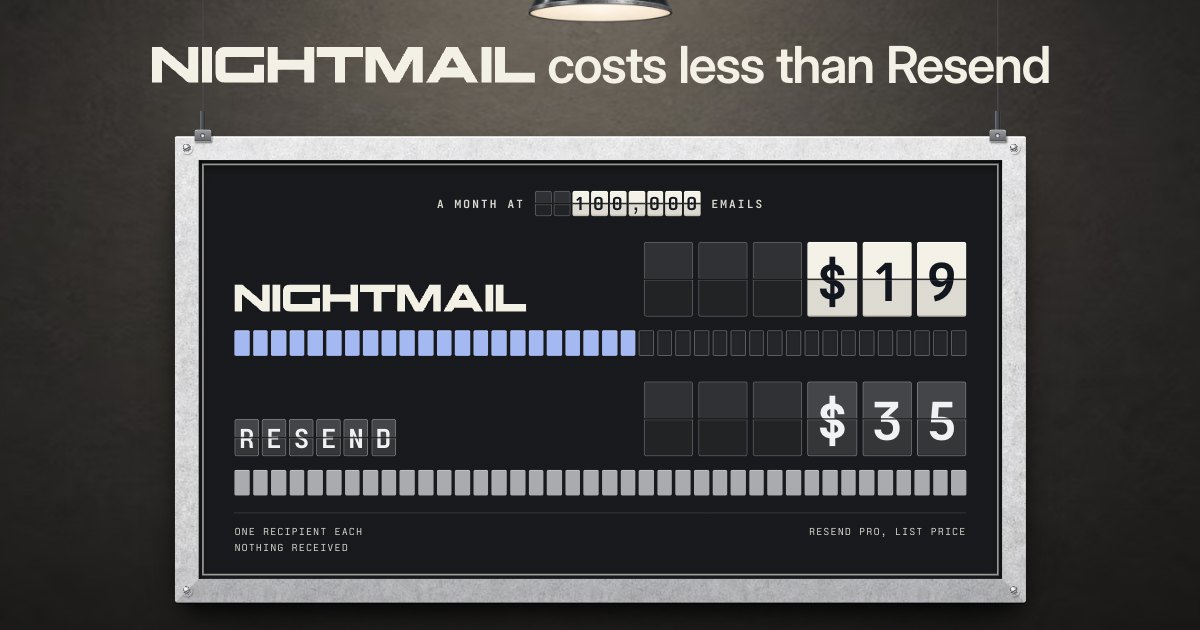 NIGHTMAIL costs less than Resend
A MONTH AT 100,000 EMAILS
NIGHTMAIL $19
RESEND $35
ONE RECIPIENT EACH
NOTHING RECEIVED
RESEND PRO, LIST PRICE